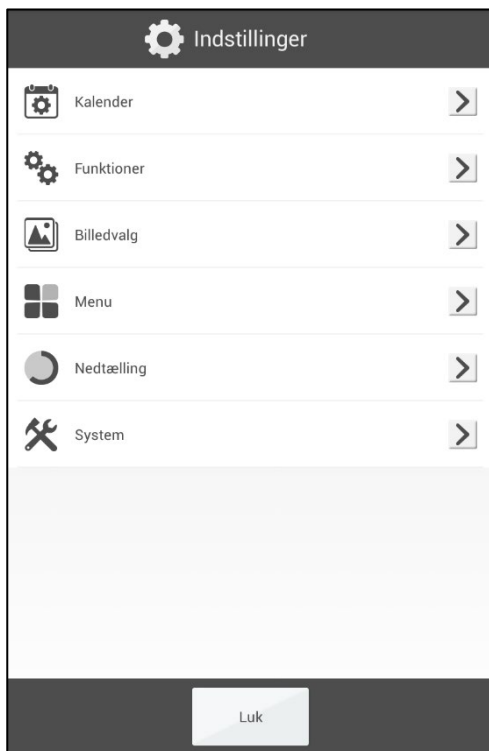 Indstillinger
Kalender
Funktioner
Billedvalg
Menu
Nedtælling
System
Luk